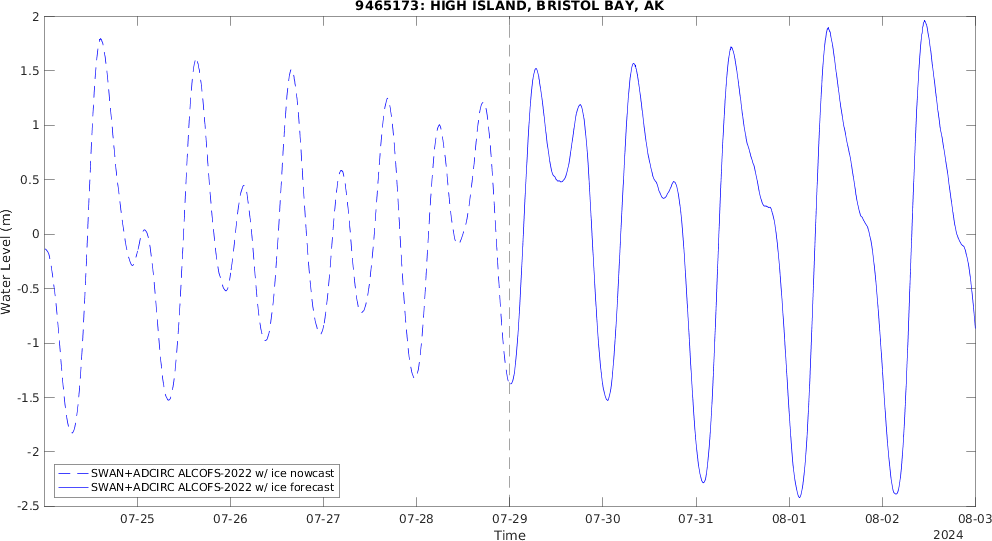 9465173: HIGH ISLAND, BRISTOL BAY, AK
Water Level (m)
2
1.5
1
0.5
0
-0.5
-1
-1.5
-2
-2.5
SWAN+ADCIRC ALCOFS-2022 w/ ice nowcast
SWAN+ADCIRC ALCOFS-2022 w/ ice forecast
07-25 07-26 07-27 07-28 07-29 07-30 07-31 08-01 08-02 08-03
Time
2024